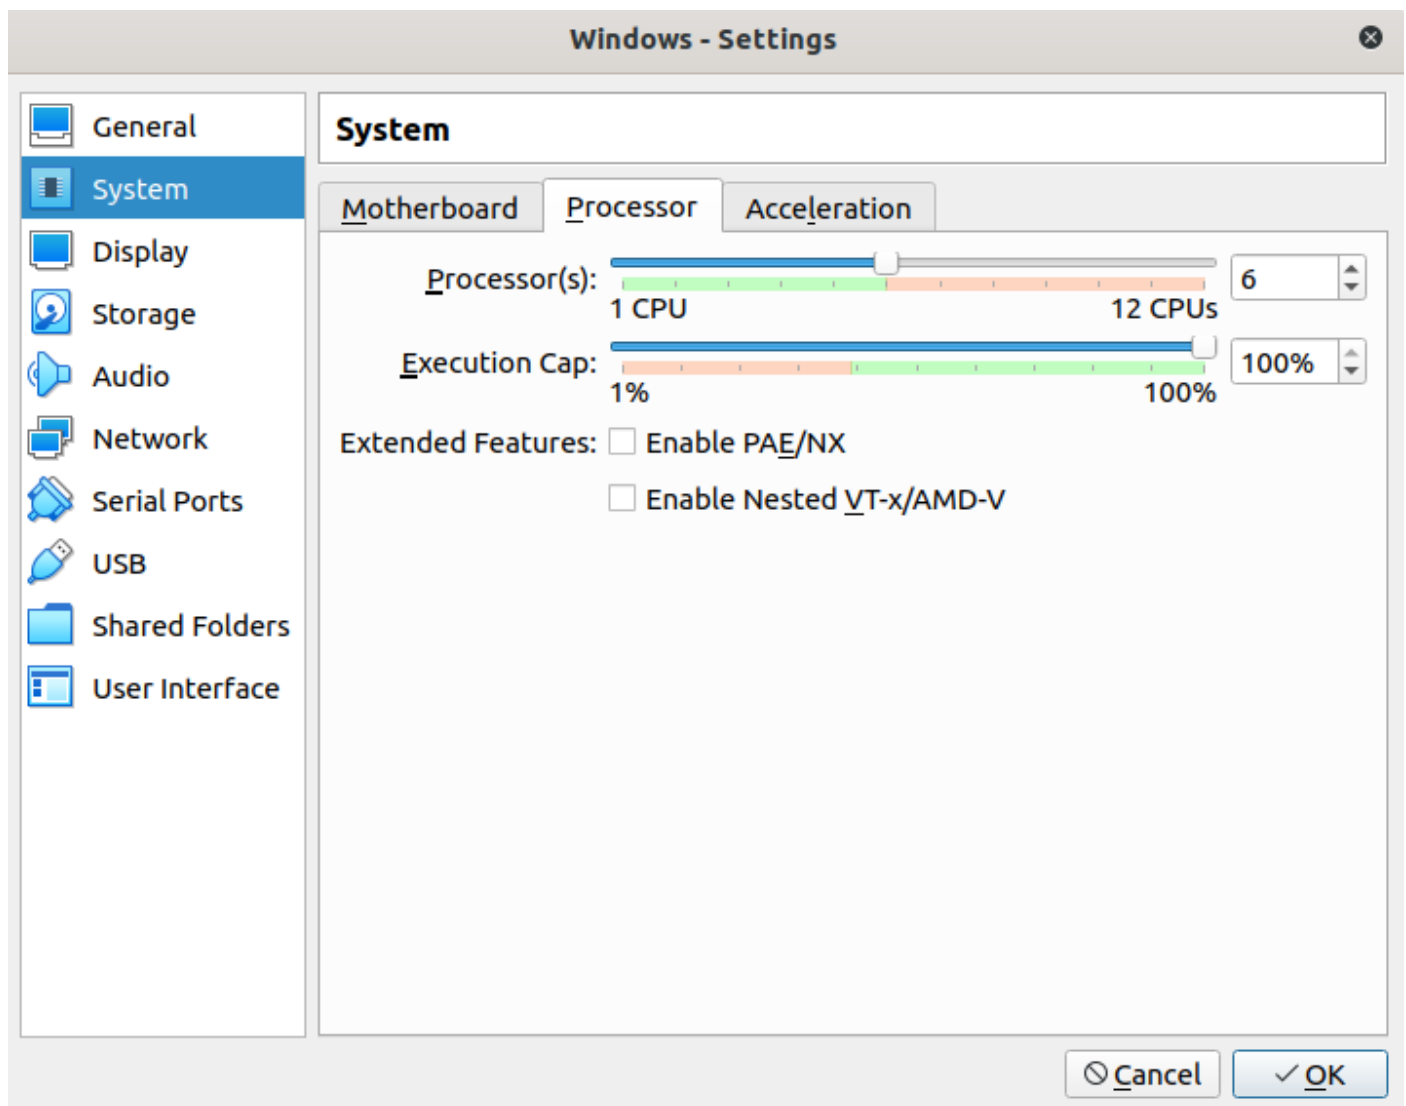 Windows - Settings
General
System
Display
Storage
Audio
Network
Serial Ports
USB
Shared Folders
User Interface
System
Motherboard Processor Acceleration
Processor(s): 6
1 CPU 12 CPUs
Execution Cap: 100%
1% 100%
Extended Features: Enable PAE/NX
Enable Nested VT-x/AMD-V
Cancel OK